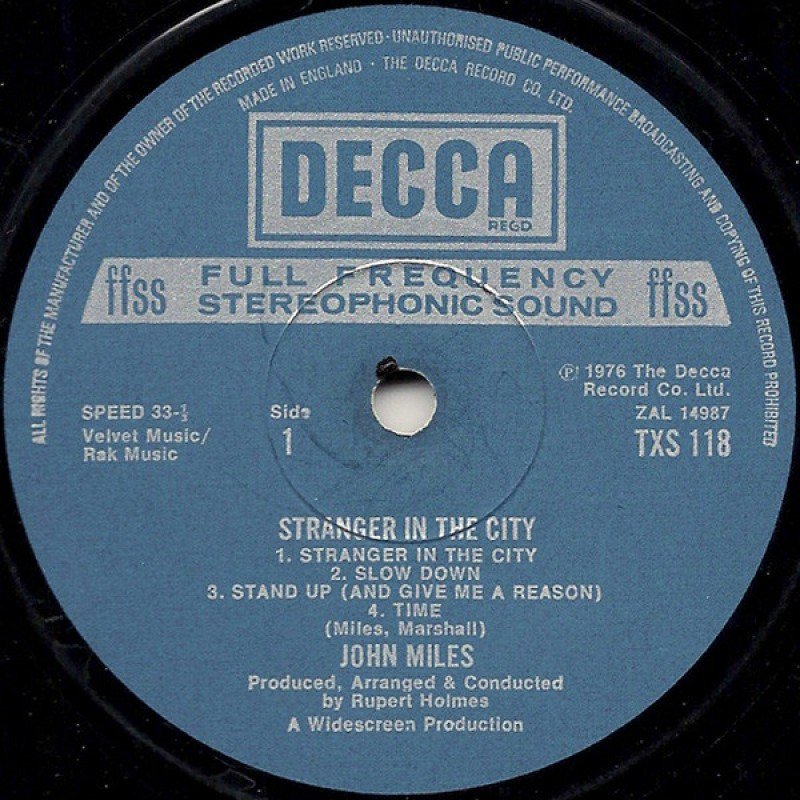 ALL RIGHTS OF THE MANUFACTURER AND OF THE OWNER OF THE RECORDED WORK RESERVED · UNAUTHORISED PUBLIC PERFORMANCE BROADCASTING AND COPYING OF THIS RECORD PROHIBITED
MADE IN ENGLAND · THE DECCA RECORD CO. LTD.
DECCA
REGD
ffss FULL FREQUENCY ffss
STEREOPHONIC SOUND
℗ 1976 The Decca
Record Co. Ltd.
SPEED 33-⅓ Side ZAL 14987
Velvet Music/ 1 TXS 118
Rak Music
STRANGER IN THE CITY
1. STRANGER IN THE CITY
2. SLOW DOWN
3. STAND UP (AND GIVE ME A REASON)
4. TIME
(Miles, Marshall)
JOHN MILES
Produced, Arranged & Conducted
by Rupert Holmes
A Widescreen Production